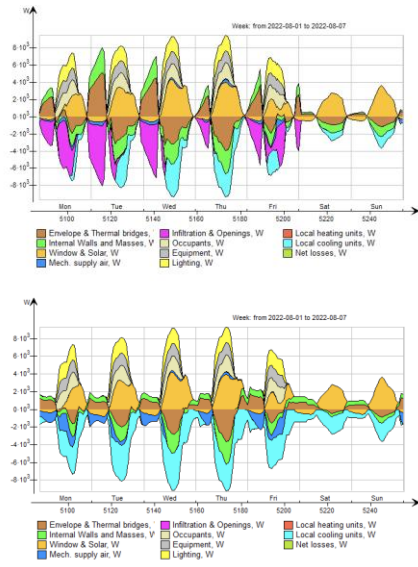 W
Week: from 2022-08-01 to 2022-08-07
8·10³
6·10³
4·10³
2·10³
0·10⁰
-2·10³
-4·10³
-6·10³
-8·10³
Mon Tue Wed Thu Fri Sat Sun
5100 5120 5140 5160 5180 5200 5220 5240
Envelope & Thermal bridges, Infiltration & Openings, W Local heating units, W
Internal Walls and Masses, V Occupants, W Local cooling units, W
Window & Solar, W Equipment, W Net losses, W
Mech. supply air, W Lighting, W
W
Week: from 2022-08-01 to 2022-08-07
8·10³
6·10³
4·10³
2·10³
0·10⁰
-2·10³
-4·10³
-6·10³
-8·10³
Mon Tue Wed Thu Fri Sat Sun
5100 5120 5140 5160 5180 5200 5220 5240
Envelope & Thermal bridges, Infiltration & Openings, W Local heating units, W
Internal Walls and Masses, V Occupants, W Local cooling units, W
Window & Solar, W Equipment, W Net losses, W
Mech. supply air, W Lighting, W